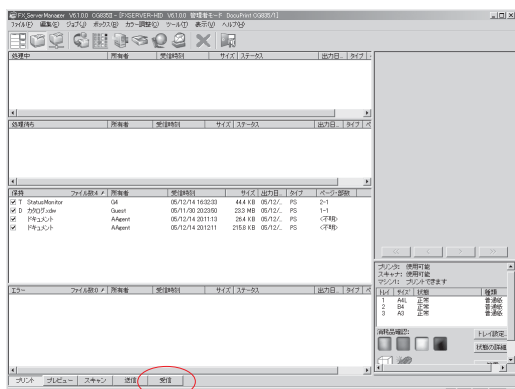 FX_ServerManager V6.1.0.0 CG835Ⅱ - [FXSERVER-HID V6.1.0.0 管理者モード DocuPrint CG835/1]
ファイル(F) 編集(E) ジョブ(J) ボックス(B) カラー調整(C) ツール(T) 表示(V) ヘルプ(H)
処理中 所有者 受信時刻 サイズ ステータス 出力日.. タイプ
処理待ち 所有者 受信時刻 サイズ ステータス 出力日.. タイプ
保持 ファイル数:4 所有者 受信時刻 サイズ 出力日.. タイプ ページ-部数
T StatusMonitor G4 05/12/14 16:32:33 44.4 KB 05/12/.. PS 2-1
D カタログ.xdw Guest 05/11/30 20:23:50 23.3 MB 05/12/.. PS 1-1
ドキュメント AAgent 05/12/14 20:11:13 26.4 KB 05/12/.. PS <不明>
ドキュメント AAgent 05/12/14 20:12:11 215.8 KB 05/12/.. PS <不明>
エラー ファイル数:0 所有者 受信時刻 サイズ ステータス 出力日.. タイプ
<< < > >>
プリンタ: 使用可能
スキャナ: 使用可能
マシン1: プリントできます
トレイ サイズ 状態 種類
1 A4L 正常 普通紙
2 B4 正常 普通紙
3 A3 正常 普通紙
消耗品確認:
トレイ設定..
状態の詳細
プリント プレビュー スキャン 送信 受信